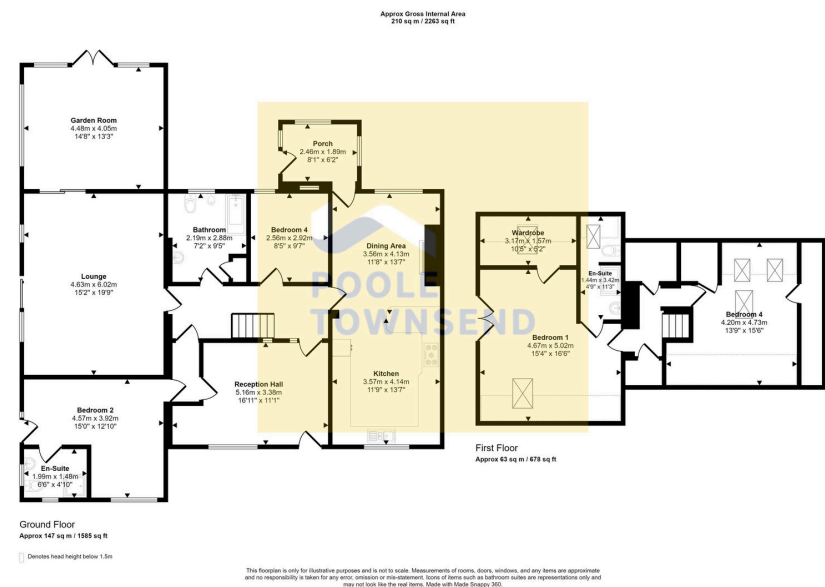 Approx Gross Internal Area
210 sq m / 2263 sq ft
Garden Room
4.48m x 4.05m
14'8" x 13'3"
Porch
2.46m x 1.89m
8'1" x 6'2"
Bathroom
2.19m x 2.88m
7'2" x 9'5"
Bedroom 4
2.56m x 2.92m
8'5" x 9'7"
Dining Area
3.56m x 4.13m
11'8" x 13'7"
Lounge
4.63m x 6.02m
15'2" x 19'9"
POOLE
TOWNSEND
Kitchen
3.57m x 4.14m
11'9" x 13'7"
Reception Hall
5.16m x 3.38m
16'11" x 11'1"
Bedroom 2
4.57m x 3.92m
15'0" x 12'10"
En-Suite
1.99m x 1.48m
6'6" x 4'10"
Ground Floor
Approx 147 sq m / 1585 sq ft
Wardrobe
3.17m x 1.57m
10'5" x 5'2"
En-Suite
1.44m x 3.42m
4'9" x 11'3"
Bedroom 1
4.67m x 5.02m
15'4" x 16'6"
Bedroom 4
4.20m x 4.73m
13'9" x 15'6"
First Floor
Approx 63 sq m / 678 sq ft
Denotes head height below 1.5m
This floorplan is only for illustrative purposes and is not to scale. Measurements of rooms, doors, windows, and any items are approximate
and no responsibility is taken for any error, omission or mis-statement. Icons of items such as bathroom suites are representations only and
may not look like the real items. Made with Made Snappy 360.